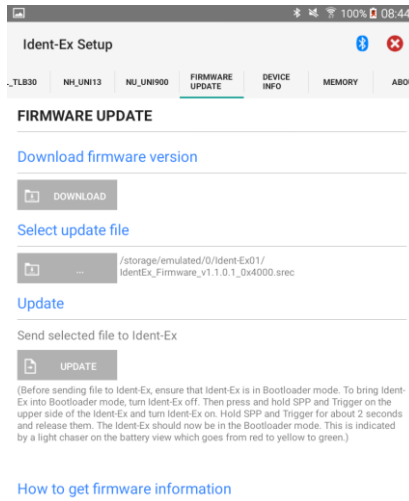 100% 08:44
Ident-Ex Setup
_TLB30 NH_UNI13 NU_UNI900 FIRMWARE UPDATE DEVICE INFO MEMORY ABO
FIRMWARE UPDATE
Download firmware version
DOWNLOAD
Select update file
... /storage/emulated/0/Ident-Ex01/
IdentEx_Firmware_v1.1.0.1_0x4000.srec
Update
Send selected file to Ident-Ex
UPDATE
(Before sending file to Ident-Ex, ensure that Ident-Ex is in Bootloader mode. To bring Ident-
Ex into Bootloader mode, turn Ident-Ex off. Then press and hold SPP and Trigger on the
upper side of the Ident-Ex and turn Ident-Ex on. Hold SPP and Trigger for about 2 seconds
and release them. The Ident-Ex should now be in the Bootloader mode. This is indicated
by a light chaser on the battery view which goes from red to yellow to green.)
How to get firmware information